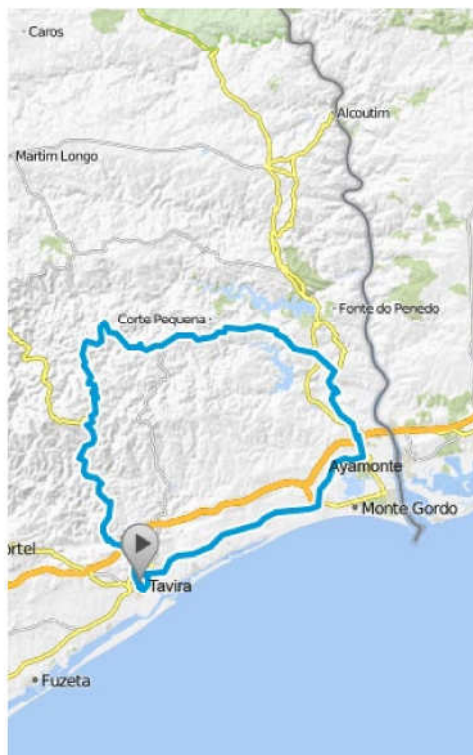 Caros
Alcoutim
Martim Longo
Corte Pequena
Fonte do Penedo
Ayamonte
Monte Gordo
ortel
Tavira
Fuzeta